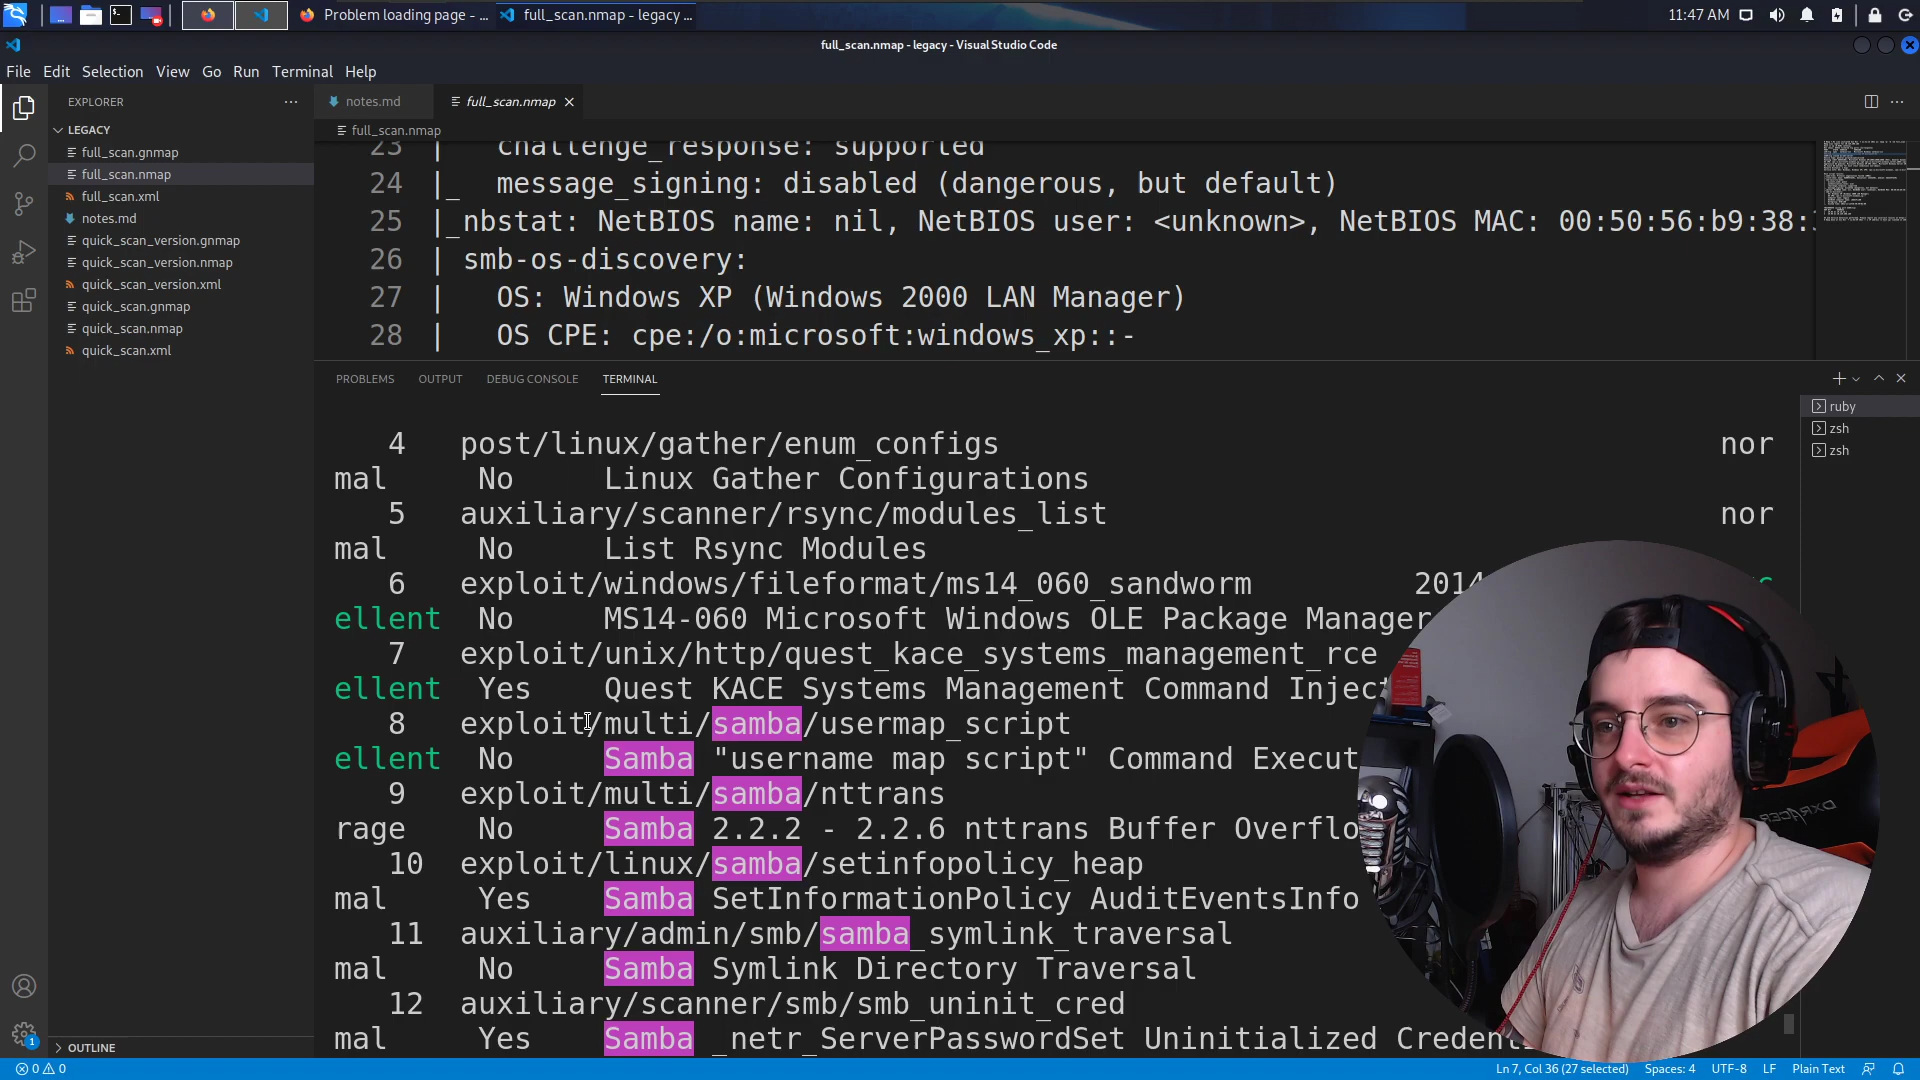 Problem loading page - ...
full_scan.nmap - legacy ...
11:47 AM
full_scan.nmap - legacy - Visual Studio Code
File Edit Selection View Go Run Terminal Help
EXPLORER
notes.md
full_scan.nmap
LEGACY
full_scan.nmap
full_scan.gnmap
full_scan.nmap
full_scan.xml
notes.md
quick_scan_version.gnmap
quick_scan_version.nmap
quick_scan_version.xml
quick_scan.gnmap
quick_scan.nmap
quick_scan.xml
23 | challenge_response: supported
24 |_ message_signing: disabled (dangerous, but default)
25 |_nbstat: NetBIOS name: nil, NetBIOS user: <unknown>, NetBIOS MAC: 00:50:56:b9:38:
26 | smb-os-discovery:
27 | OS: Windows XP (Windows 2000 LAN Manager)
28 | OS CPE: cpe:/o:microsoft:windows_xp::-
PROBLEMS OUTPUT DEBUG CONSOLE TERMINAL
ruby
zsh
zsh
4 post/linux/gather/enum_configs nor
mal No Linux Gather Configurations
5 auxiliary/scanner/rsync/modules_list nor
mal No List Rsync Modules
6 exploit/windows/fileformat/ms14_060_sandworm 2014
ellent No MS14-060 Microsoft Windows OLE Package Manager
7 exploit/unix/http/quest_kace_systems_management_rce
ellent Yes Quest KACE Systems Management Command Inject
8 exploit/multi/samba/usermap_script
ellent No Samba "username map script" Command Execut
9 exploit/multi/samba/nttrans
rage No Samba 2.2.2 - 2.2.6 nttrans Buffer Overflo
10 exploit/linux/samba/setinfopolicy_heap
mal Yes Samba SetInformationPolicy AuditEventsInfo
11 auxiliary/admin/smb/samba_symlink_traversal
mal No Samba Symlink Directory Traversal
12 auxiliary/scanner/smb/smb_uninit_cred
mal Yes Samba _netr_ServerPasswordSet Uninitialized Credent
DXRACER
OUTLINE
1
0 0
Ln 7, Col 36 (27 selected) Spaces: 4 UTF-8 LF Plain Text